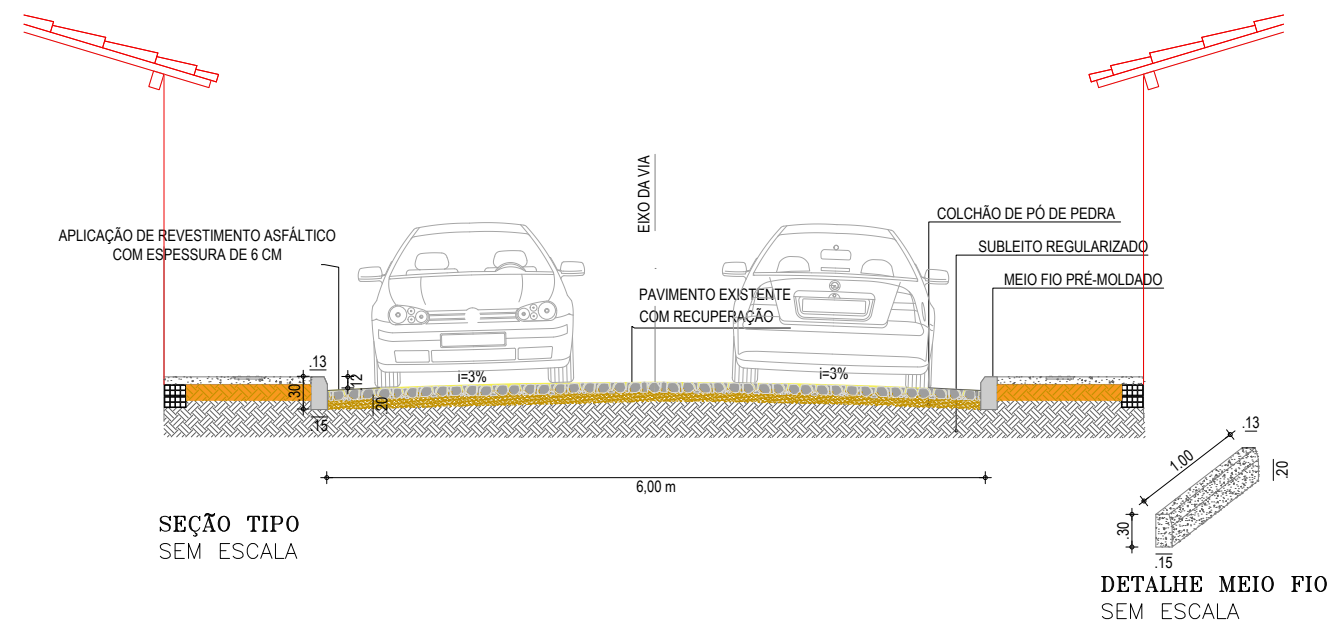 EIXO DA VIA
APLICAÇÃO DE REVESTIMENTO ASFÁLTICO
COM ESPESSURA DE 6 CM
COLCHÃO DE PÓ DE PEDRA
SUBLEITO REGULARIZADO
MEIO FIO PRÉ-MOLDADO
PAVIMENTO EXISTENTE
COM RECUPERAÇÃO
.13
12
i=3%
i=3%
.30
.20
.15
6,00 m
SEÇÃO TIPO
SEM ESCALA
.13
1.00
.20
.30
.15
DETALHE MEIO FIO
SEM ESCALA